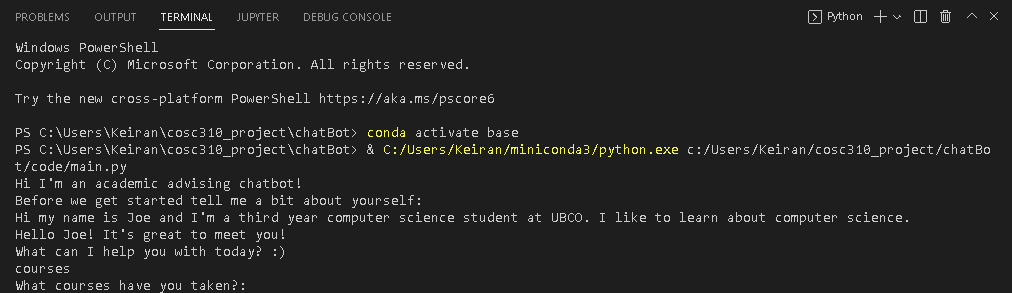 PROBLEMS OUTPUT TERMINAL JUPYTER DEBUG CONSOLE Python
Windows PowerShell
Copyright (C) Microsoft Corporation. All rights reserved.
Try the new cross-platform PowerShell https://aka.ms/pscore6
PS C:\Users\Keiran\cosc310_project\chatBot> conda activate base
PS C:\Users\Keiran\cosc310_project\chatBot> & C:/Users/Keiran/miniconda3/python.exe c:/Users/Keiran/cosc310_project/chatBo
t/code/main.py
Hi I'm an academic advising chatbot!
Before we get started tell me a bit about yourself:
Hi my name is Joe and I'm a third year computer science student at UBCO. I like to learn about computer science.
Hello Joe! It's great to meet you!
What can I help you with today? :)
courses
What courses have you taken?: